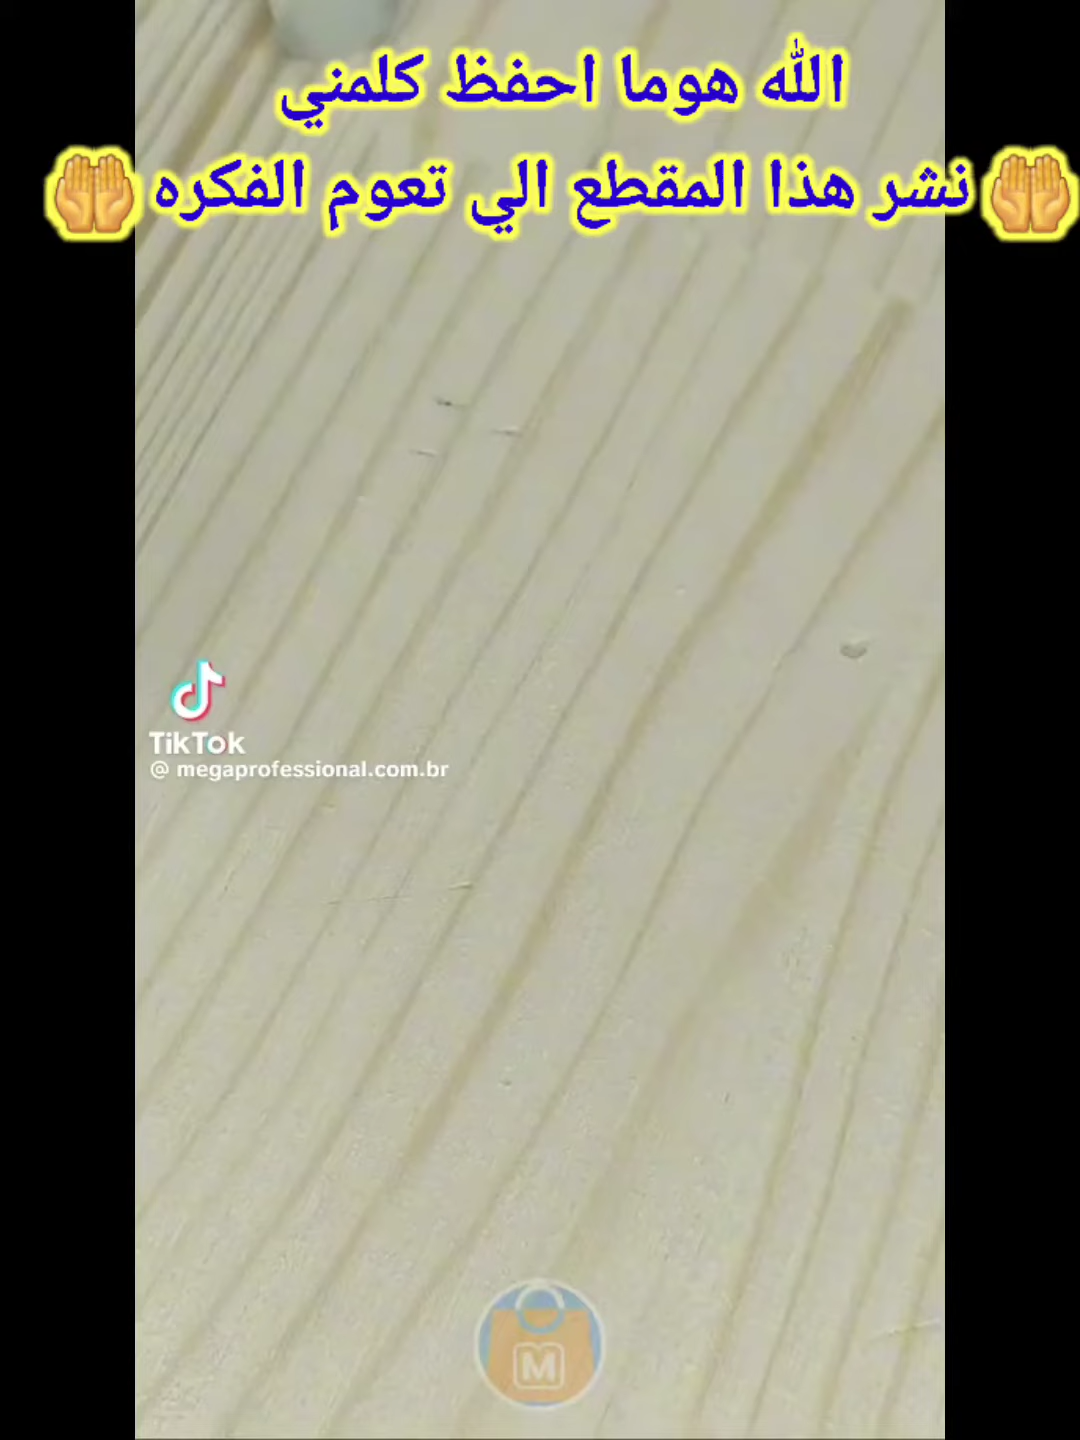 الله هوما احفظ كلمني
🤲 نشر هذا المقطع الي تعوم الفكره 🤲
TikTok
@ megaprofessional.com.br
M